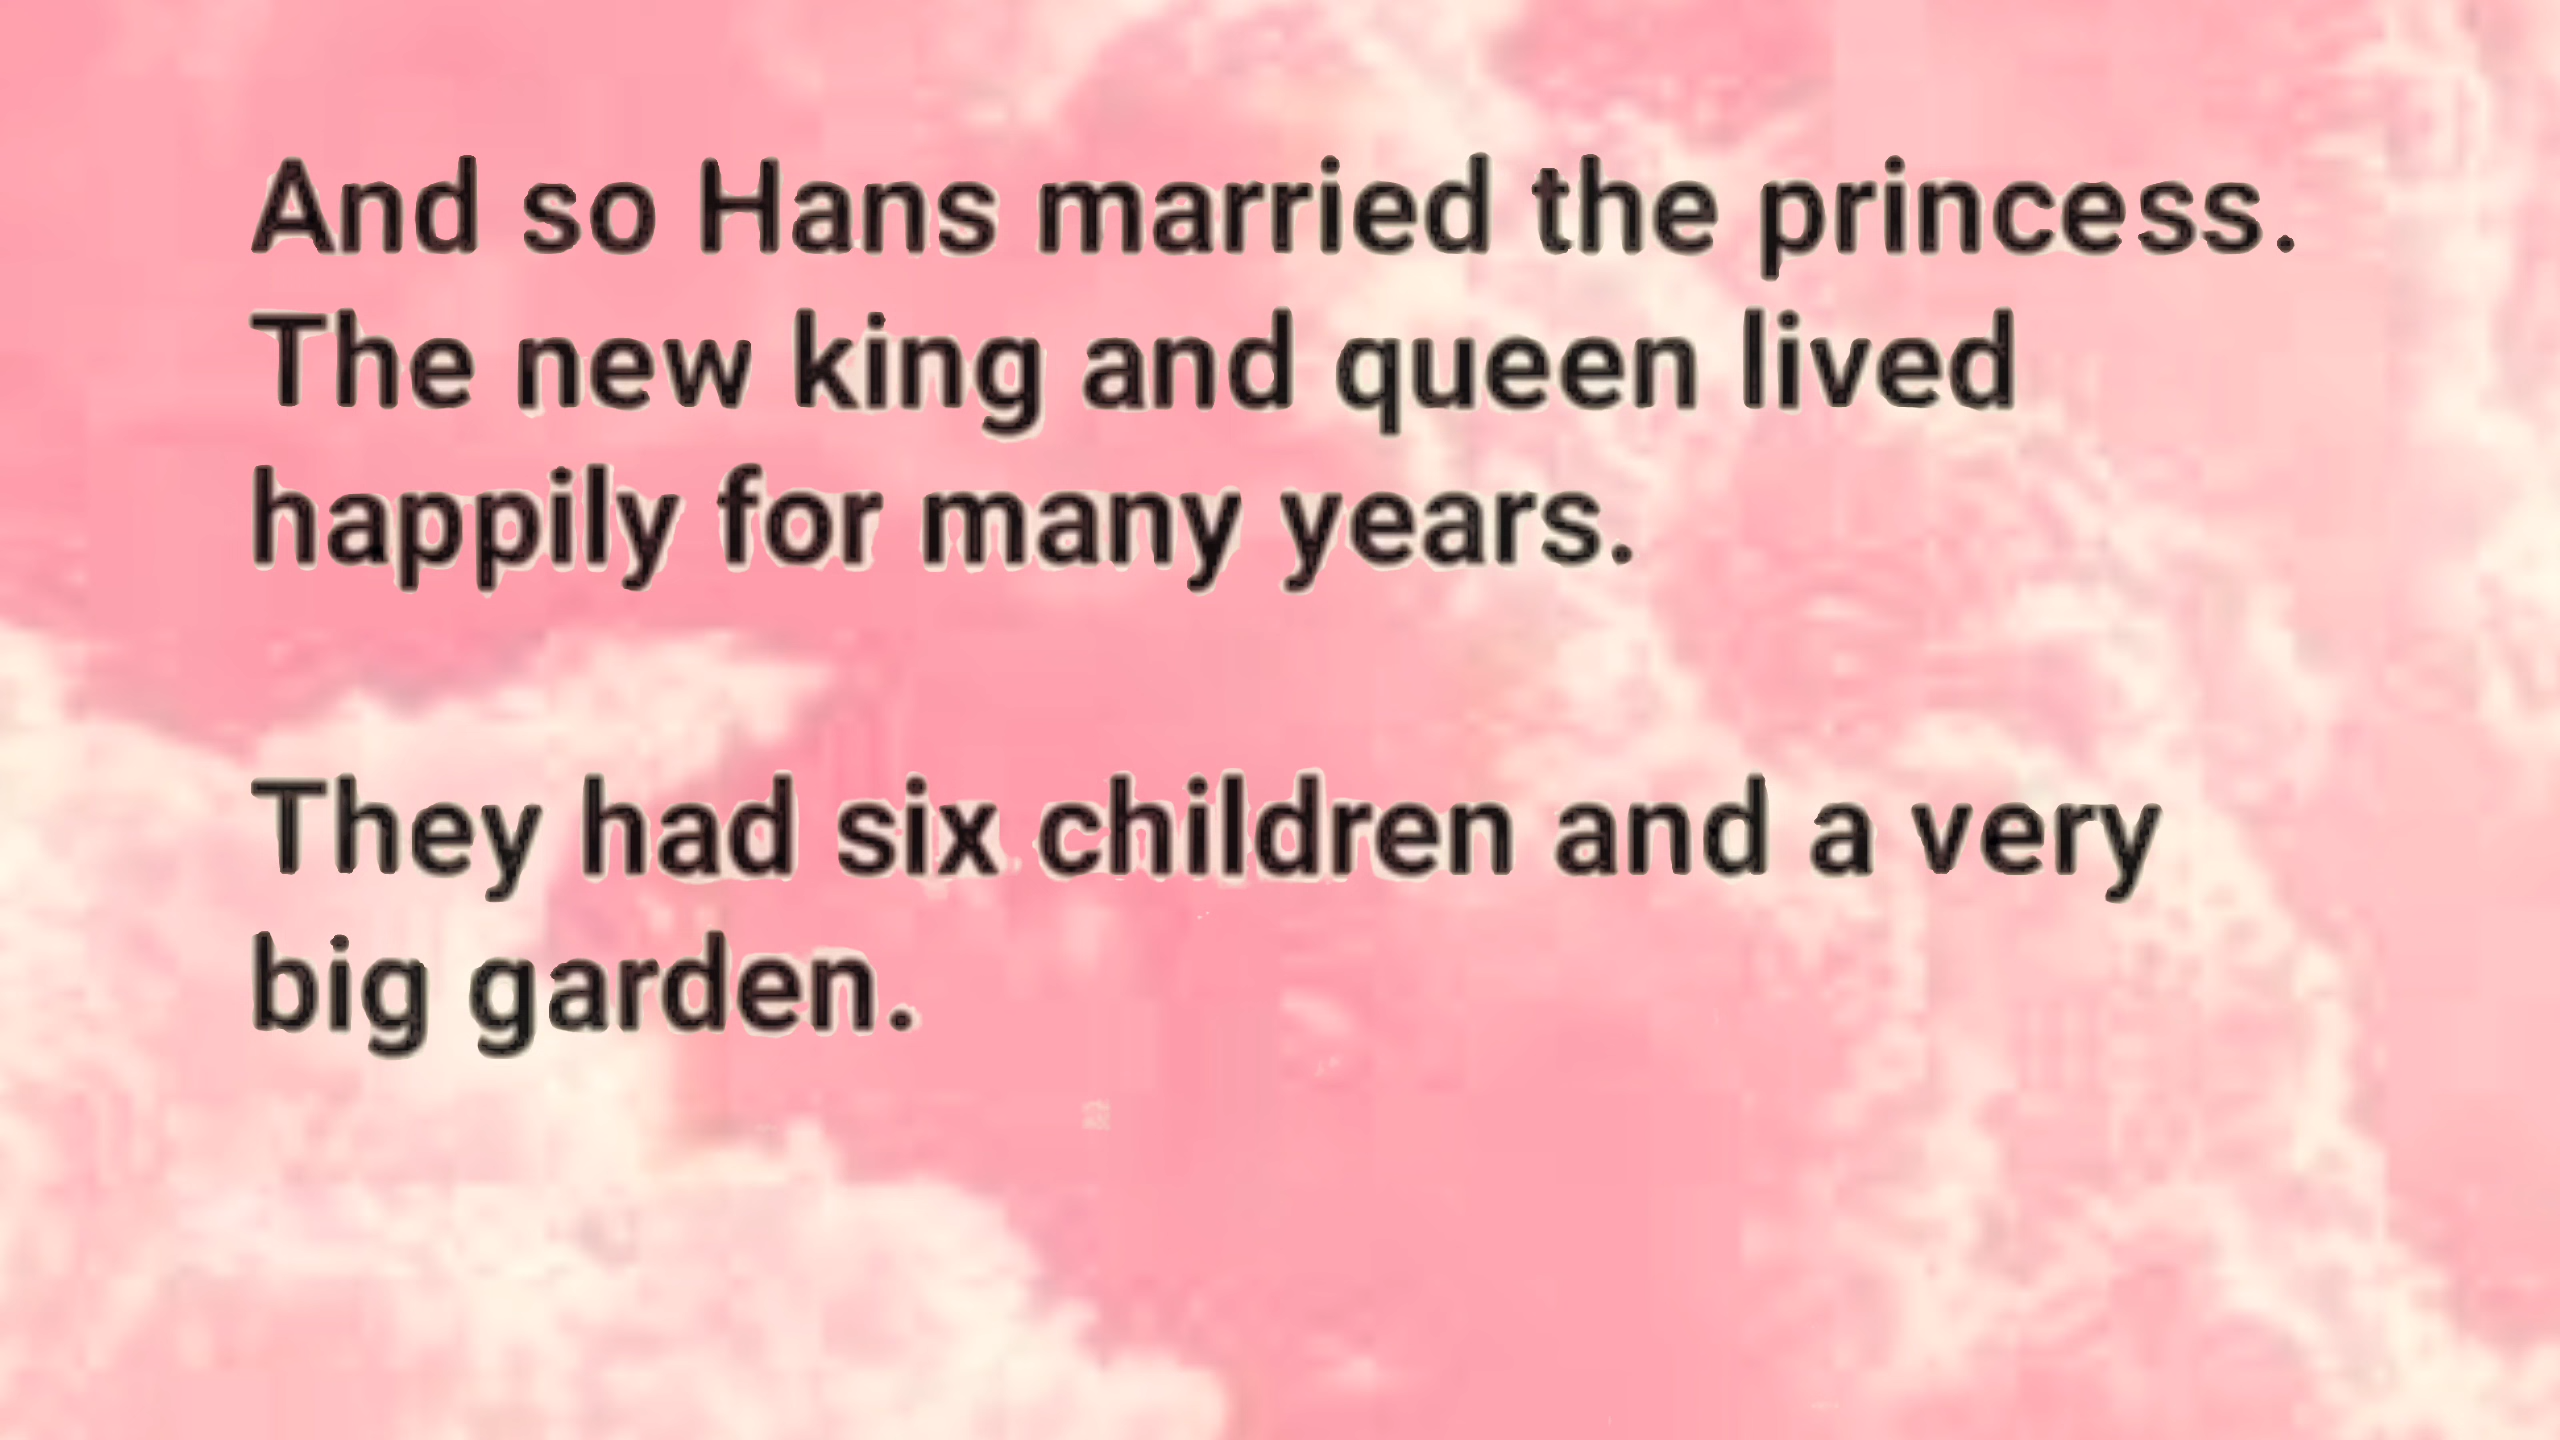 And so Hans married the princess.
The new king and queen lived
happily for many years.
They had six children and a very
big garden.